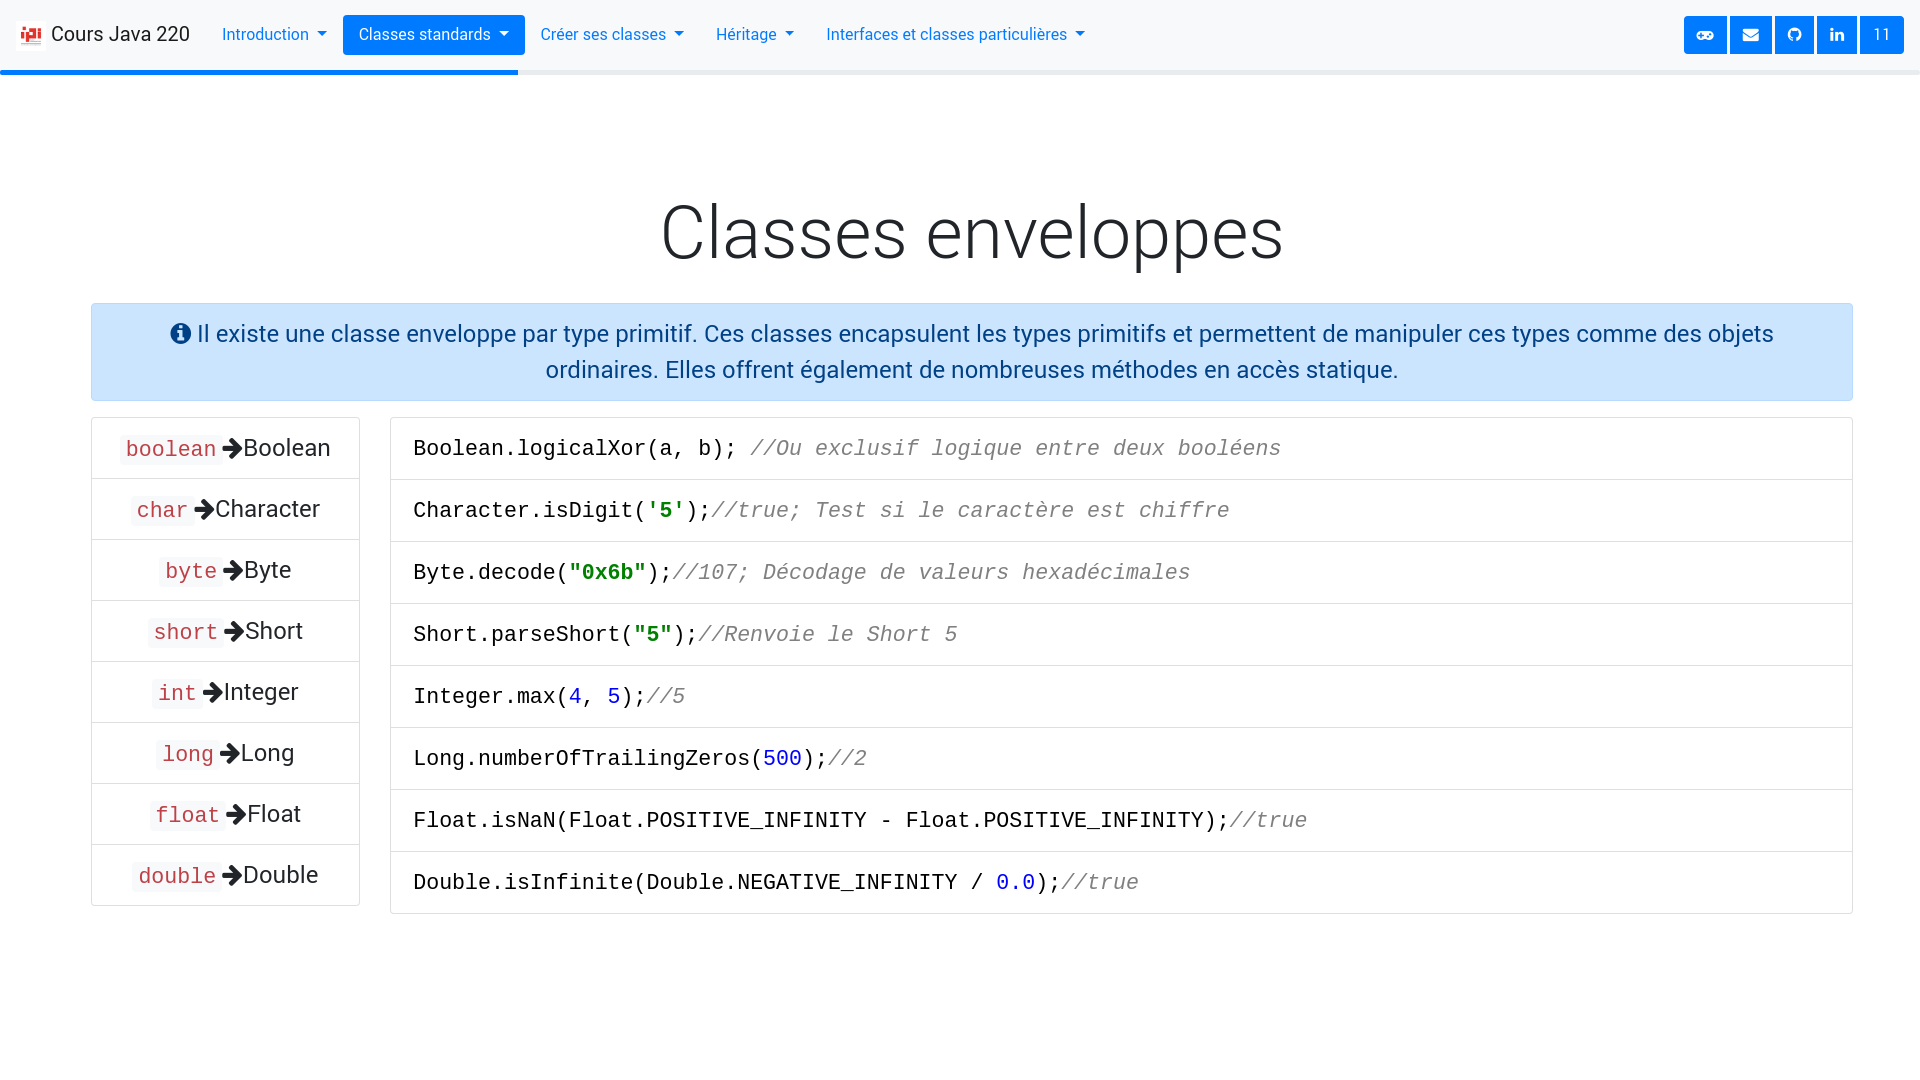 Cours Java 220 Introduction Classes standards Créer ses classes Héritage Interfaces et classes particulières 11
Classes enveloppes
Il existe une classe enveloppe par type primitif. Ces classes encapsulent les types primitifs et permettent de manipuler ces types comme des objets
ordinaires. Elles offrent également de nombreuses méthodes en accès statique.
boolean Boolean
char Character
byte Byte
short Short
int Integer
long Long
float Float
double Double
Boolean.logicalXor(a, b); //Ou exclusif logique entre deux booléens
Character.isDigit('5');//true; Test si le caractère est chiffre
Byte.decode("0x6b");//107; Décodage de valeurs hexadécimales
Short.parseShort("5");//Renvoie le Short 5
Integer.max(4, 5);//5
Long.numberOfTrailingZeros(500);//2
Float.isNaN(Float.POSITIVE_INFINITY - Float.POSITIVE_INFINITY);//true
Double.isInfinite(Double.NEGATIVE_INFINITY / 0.0);//true